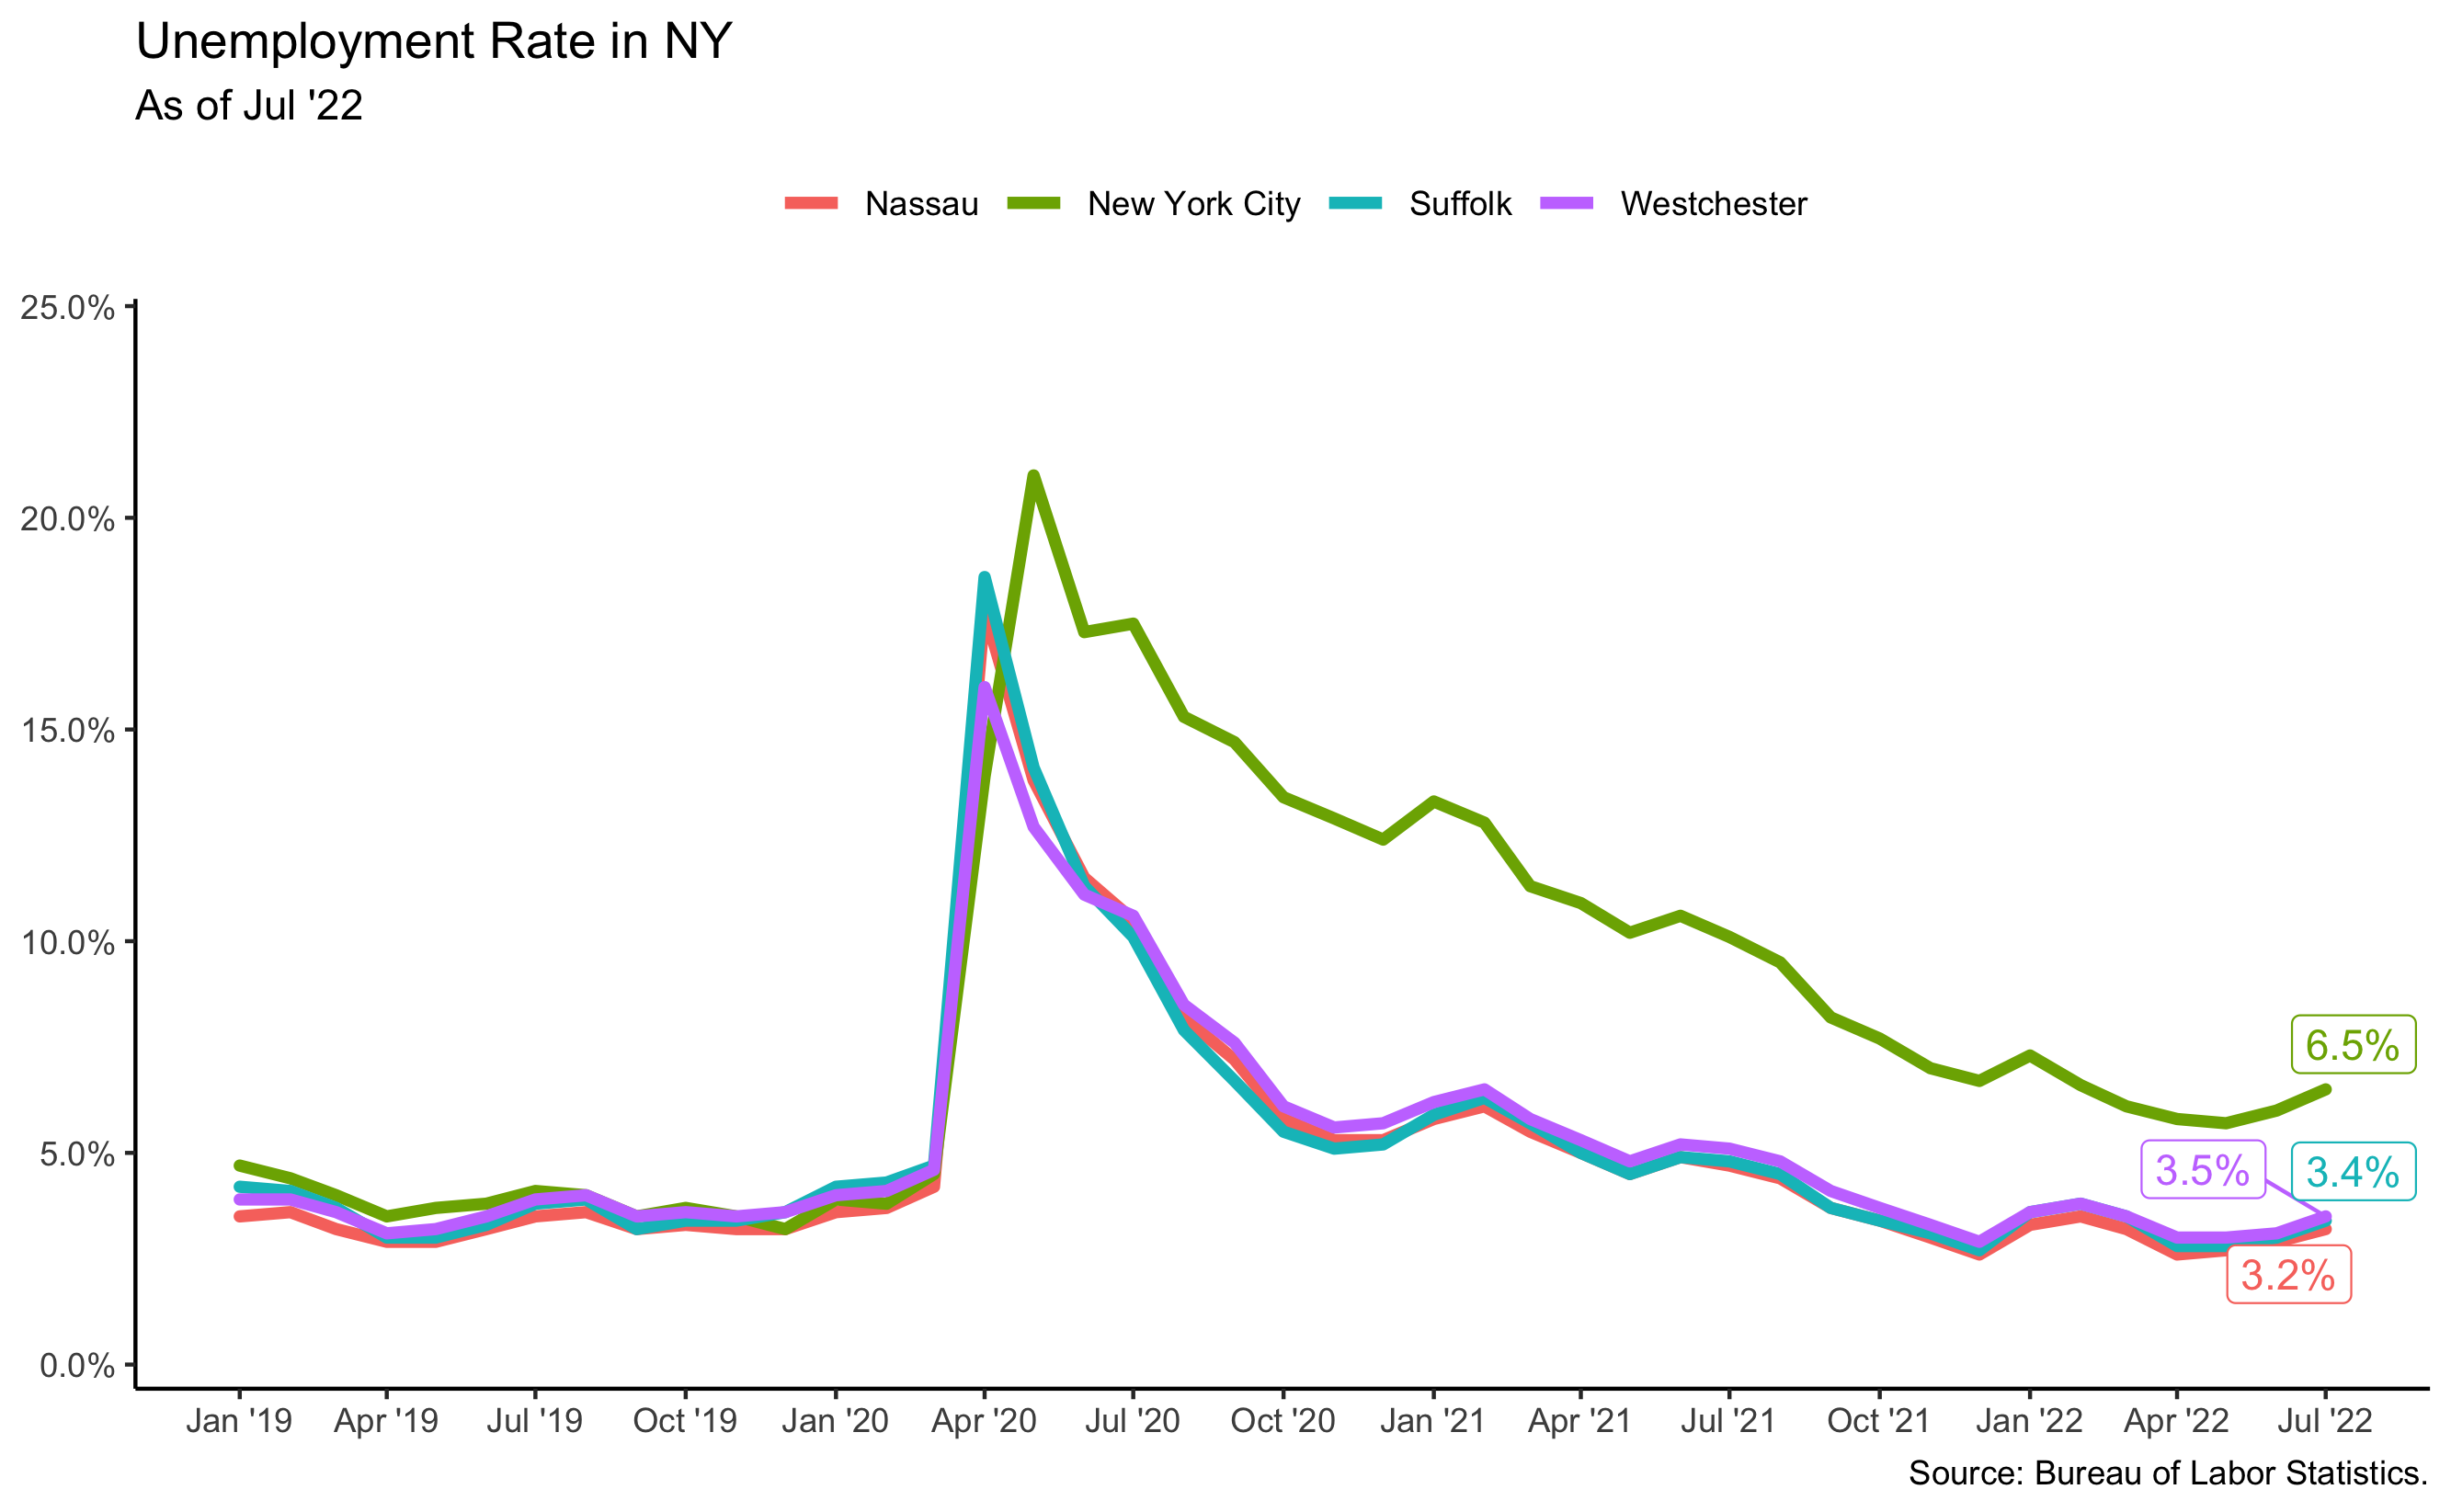 Unemployment Rate in NY
As of Jul '22
Nassau New York City Suffolk Westchester
25.0%
20.0%
15.0%
10.0%
5.0%
0.0%
6.5%
3.5% 3.4%
3.2%
Jan '19 Apr '19 Jul '19 Oct '19 Jan '20 Apr '20 Jul '20 Oct '20 Jan '21 Apr '21 Jul '21 Oct '21 Jan '22 Apr '22 Jul '22
Source: Bureau of Labor Statistics.